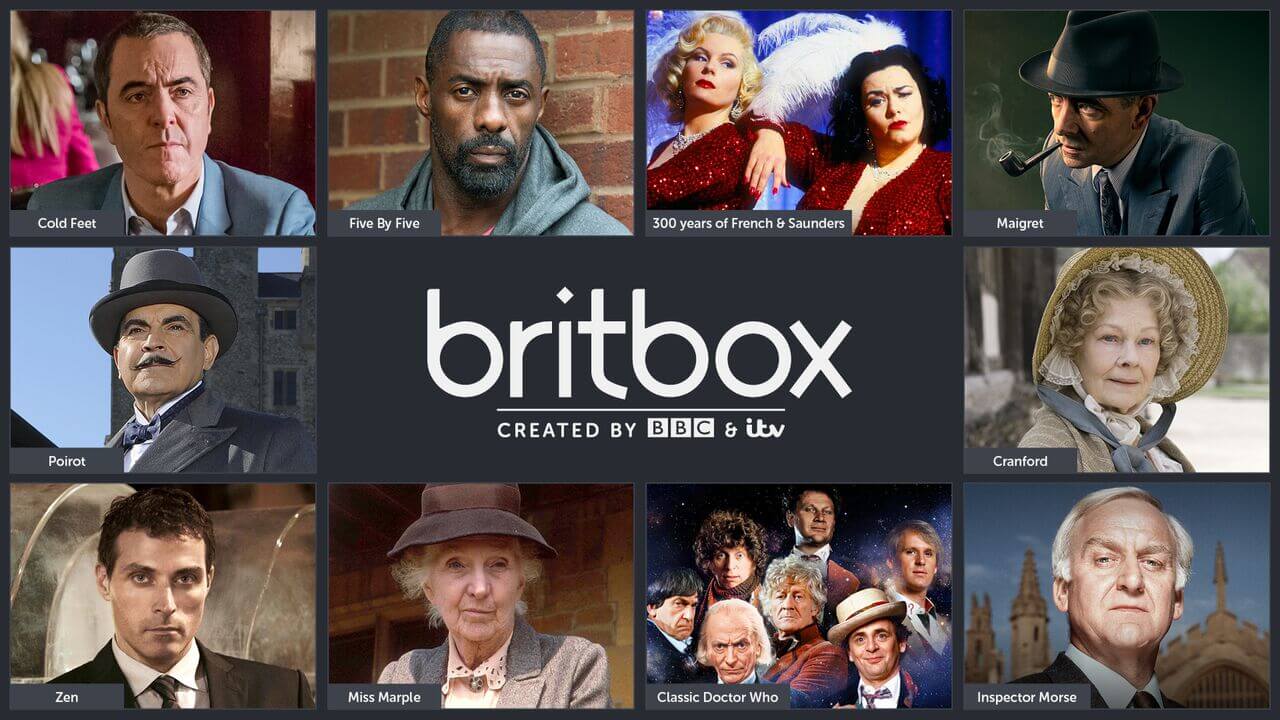 Cold Feet
Five By Five
300 years of French & Saunders
Maigret
Poirot
britbox
CREATED BY BBC & itv
Cranford
Zen
Miss Marple
Classic Doctor Who
Inspector Morse